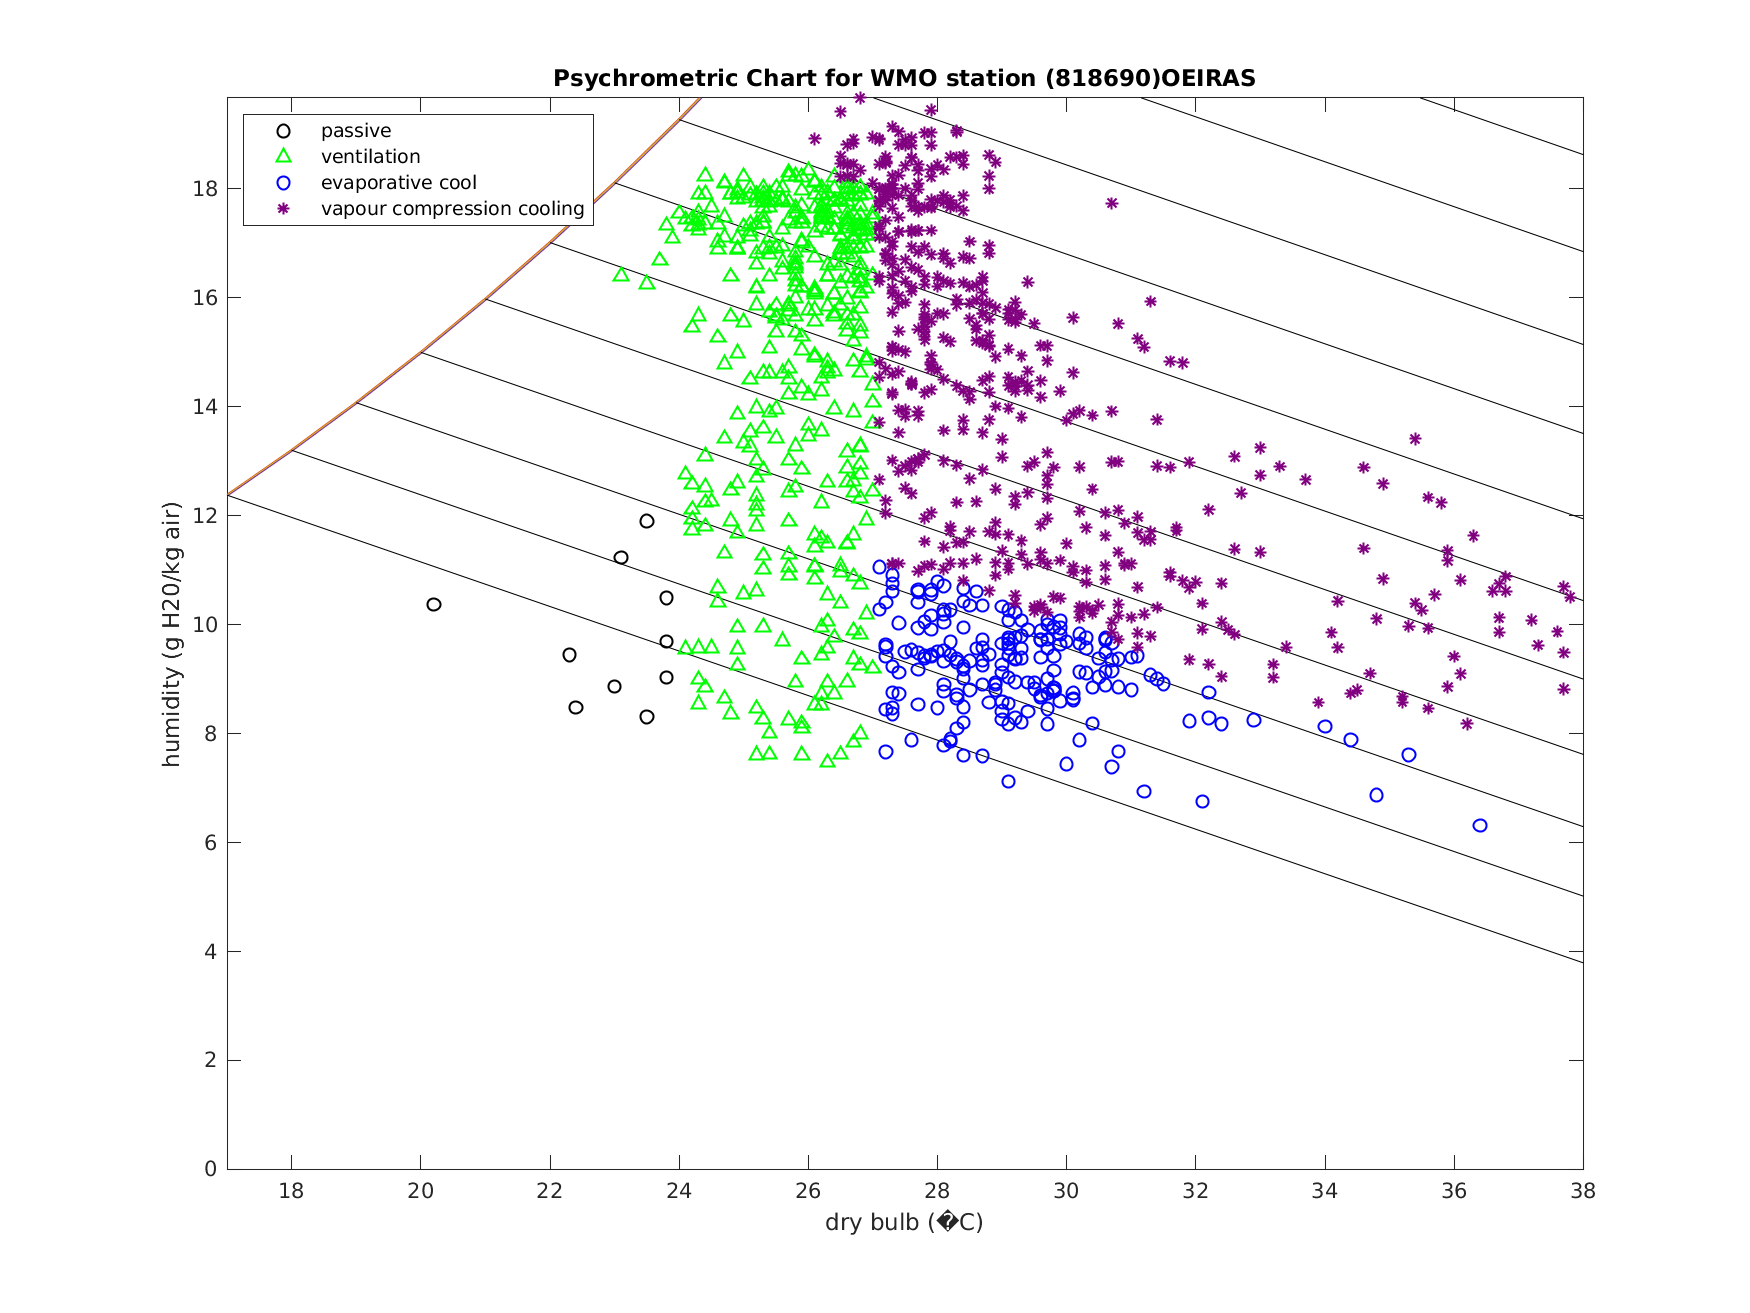 Psychrometric Chart for WMO station (818690)OEIRAS
passive
ventilation
evaporative cool
vapour compression cooling
18
16
14
12
10
8
6
4
2
0
humidity (g H20/kg air)
18 20 22 24 26 28 30 32 34 36 38
dry bulb (�C)